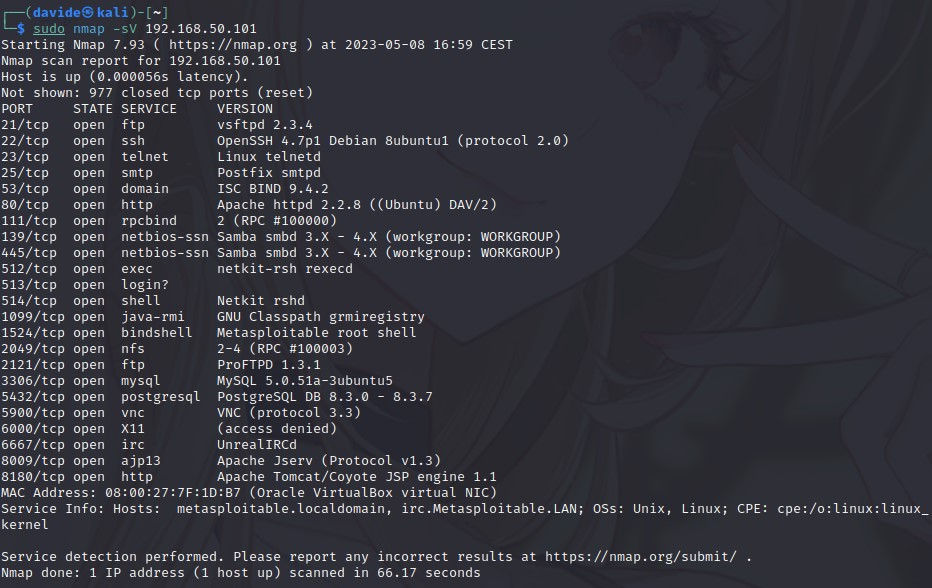 ┌──(davide㉿kali)-[~]
└─$ sudo nmap -sV 192.168.50.101
Starting Nmap 7.93 ( https://nmap.org ) at 2023-05-08 16:59 CEST
Nmap scan report for 192.168.50.101
Host is up (0.000056s latency).
Not shown: 977 closed tcp ports (reset)
PORT     STATE SERVICE     VERSION
21/tcp   open  ftp         vsftpd 2.3.4
22/tcp   open  ssh         OpenSSH 4.7p1 Debian 8ubuntu1 (protocol 2.0)
23/tcp   open  telnet      Linux telnetd
25/tcp   open  smtp        Postfix smtpd
53/tcp   open  domain      ISC BIND 9.4.2
80/tcp   open  http        Apache httpd 2.2.8 ((Ubuntu) DAV/2)
111/tcp  open  rpcbind     2 (RPC #100000)
139/tcp  open  netbios-ssn Samba smbd 3.X - 4.X (workgroup: WORKGROUP)
445/tcp  open  netbios-ssn Samba smbd 3.X - 4.X (workgroup: WORKGROUP)
512/tcp  open  exec        netkit-rsh rexecd
513/tcp  open  login?
514/tcp  open  shell       Netkit rshd
1099/tcp open  java-rmi    GNU Classpath grmiregistry
1524/tcp open  bindshell   Metasploitable root shell
2049/tcp open  nfs         2-4 (RPC #100003)
2121/tcp open  ftp         ProFTPD 1.3.1
3306/tcp open  mysql       MySQL 5.0.51a-3ubuntu5
5432/tcp open  postgresql  PostgreSQL DB 8.3.0 - 8.3.7
5900/tcp open  vnc         VNC (protocol 3.3)
6000/tcp open  X11         (access denied)
6667/tcp open  irc         UnrealIRCd
8009/tcp open  ajp13       Apache Jserv (Protocol v1.3)
8180/tcp open  http        Apache Tomcat/Coyote JSP engine 1.1
MAC Address: 08:00:27:7F:1D:B7 (Oracle VirtualBox virtual NIC)
Service Info: Hosts:  metasploitable.localdomain, irc.Metasploitable.LAN; OSs: Unix, Linux; CPE: cpe:/o:linux:linux_
kernel

Service detection performed. Please report any incorrect results at https://nmap.org/submit/ .
Nmap done: 1 IP address (1 host up) scanned in 66.17 seconds